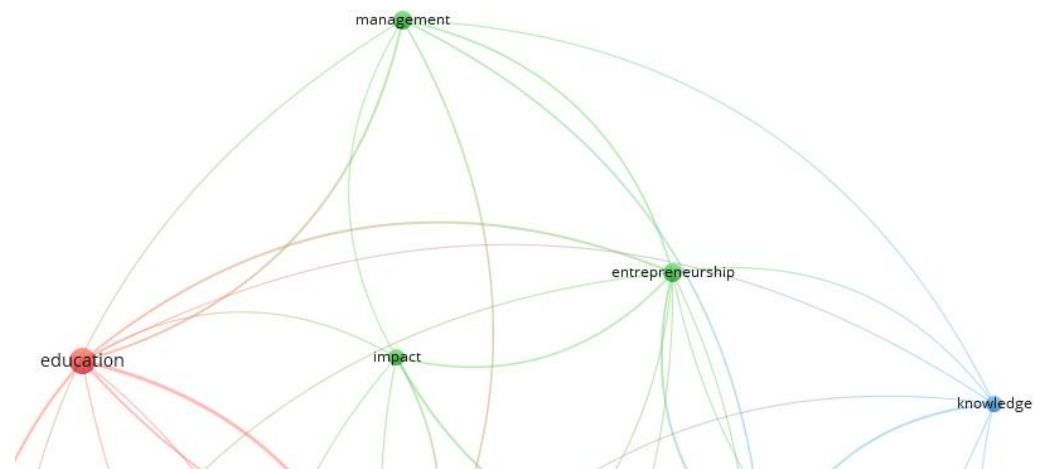 management
entrepreneurship
impact
education
knowledge